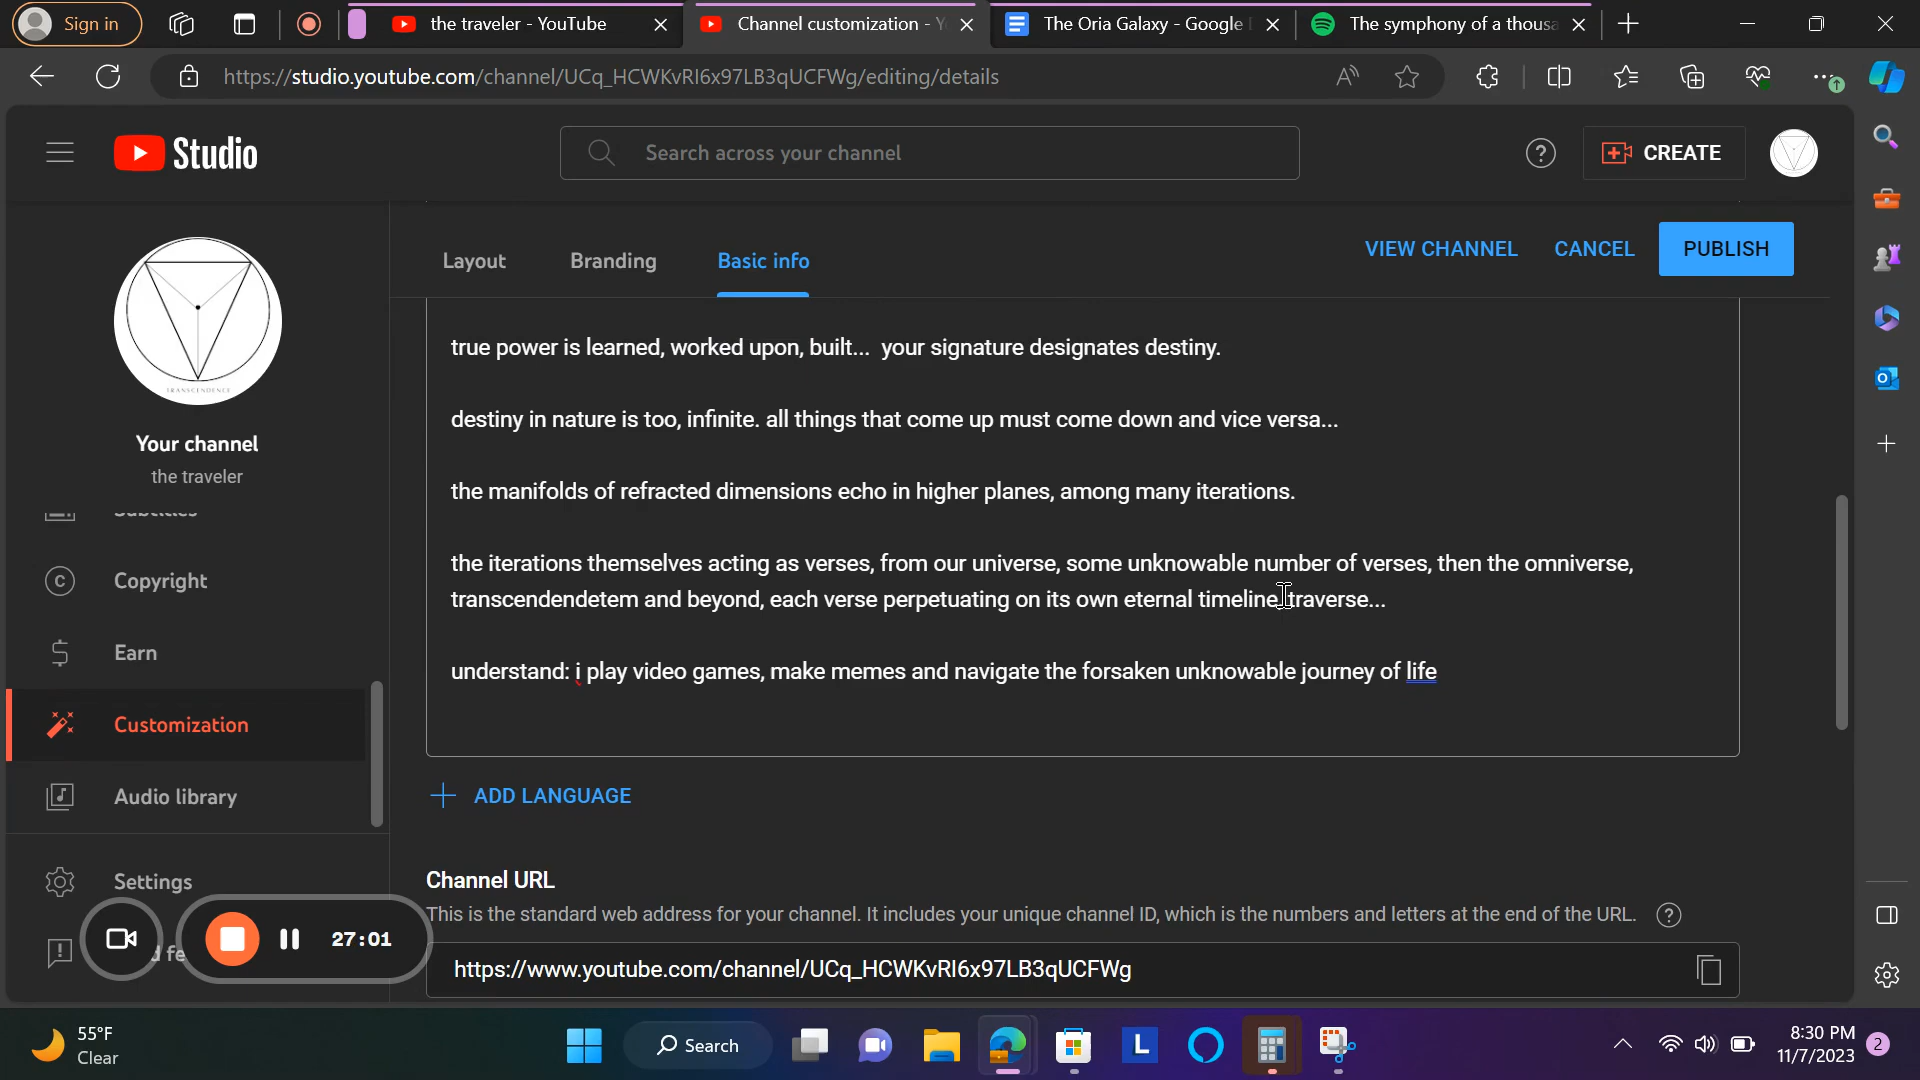 Sign in
the traveler - YouTube
Channel customization - Y
The Oria Galaxy - Google
The symphony of a thousa
https://studio.youtube.com/channel/UCq_HCWKvRI6x97LB3qUCFWg/editing/details
Studio
Search across your channel
CREATE
Layout
Branding
Basic info
VIEW CHANNEL
CANCEL
PUBLISH
TRANSCENDENCE
Your channel
the traveler
Subtitles
Copyright
Earn
Customization
Audio library
Settings
true power is learned, worked upon, built... your signature designates destiny.
destiny in nature is too, infinite. all things that come up must come down and vice versa...
the manifolds of refracted dimensions echo in higher planes, among many iterations.
the iterations themselves acting as verses, from our universe, some unknowable number of verses, then the omniverse,
transcendendetem and beyond, each verse perpetuating on its own eternal timeline traverse...
understand: i play video games, make memes and navigate the forsaken unknowable journey of life
ADD LANGUAGE
Channel URL
This is the standard web address for your channel. It includes your unique channel ID, which is the numbers and letters at the end of the URL.
https://www.youtube.com/channel/UCq_HCWKvRI6x97LB3qUCFWg
27:01
55°F
Clear
Search
L
8:30 PM
11/7/2023
2